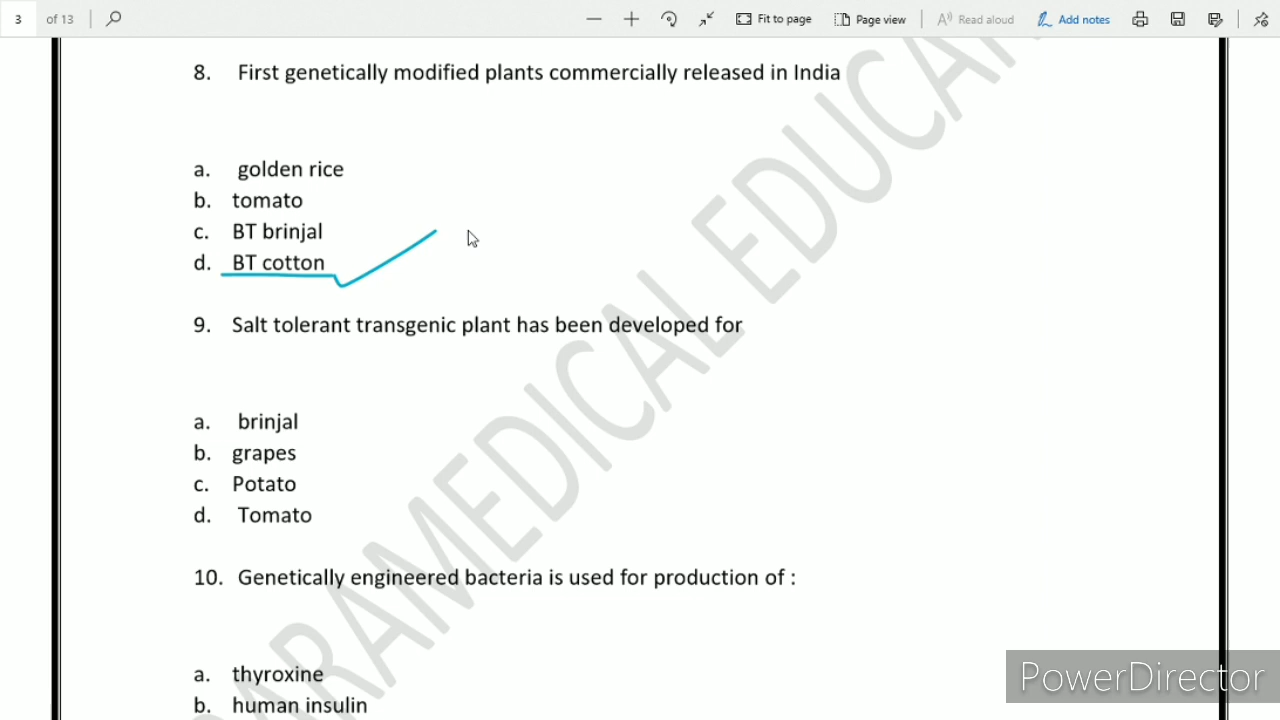 3 of 13 Fit to page Page view Read aloud Add notes
8. First genetically modified plants commercially released in India
a. golden rice
b. tomato
c. BT brinjal
d. BT cotton
9. Salt tolerant transgenic plant has been developed for
a. brinjal
b. grapes
c. Potato
d. Tomato
10. Genetically engineered bacteria is used for production of :
a. thyroxine
b. human insulin
PARAMEDICAL EDUCA
PowerDirector